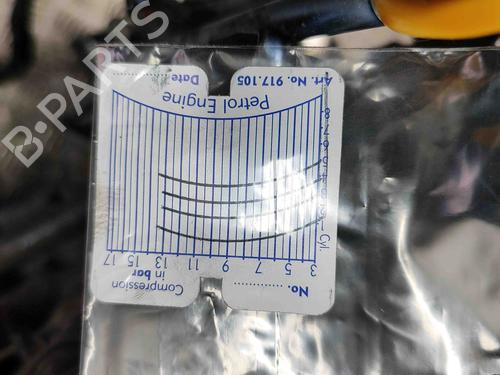 No. ................
Compression
in bar
3 5 7 9 11 13 15 17
Cyl.
Petrol Engine
Art. No. 917.105
Date ................
B-PARTS